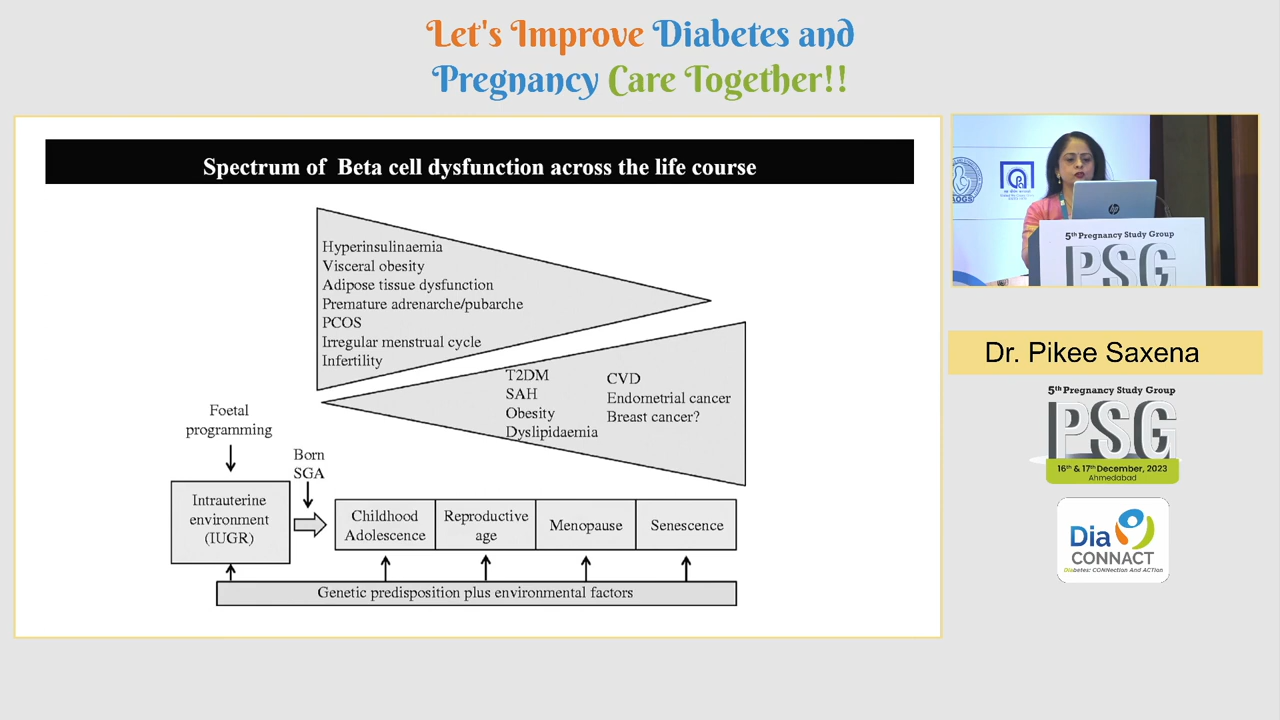 Let's Improve Diabetes and
Pregnancy Care Together!!
Spectrum of Beta cell dysfunction across the life course
Hyperinsulinaemia
Visceral obesity
Adipose tissue dysfunction
Premature adrenarche/pubarche
PCOS
Irregular menstrual cycle
Infertility
T2DM
SAH
Obesity
Dyslipidaemia
CVD
Endometrial cancer
Breast cancer?
Foetal
programming
Born
SGA
Intrauterine
environment
(IUGR)
Childhood
Adolescence
Reproductive
age
Menopause
Senescence
Genetic predisposition plus environmental factors
AOGS
hp
5th Pregnancy Study Group
PSG
Dr. Pikee Saxena
5th Pregnancy Study Group
PSG
16th & 17th December, 2023
Ahmedabad
Dia
CONNACT
Diabetes: CONNection And ACTion